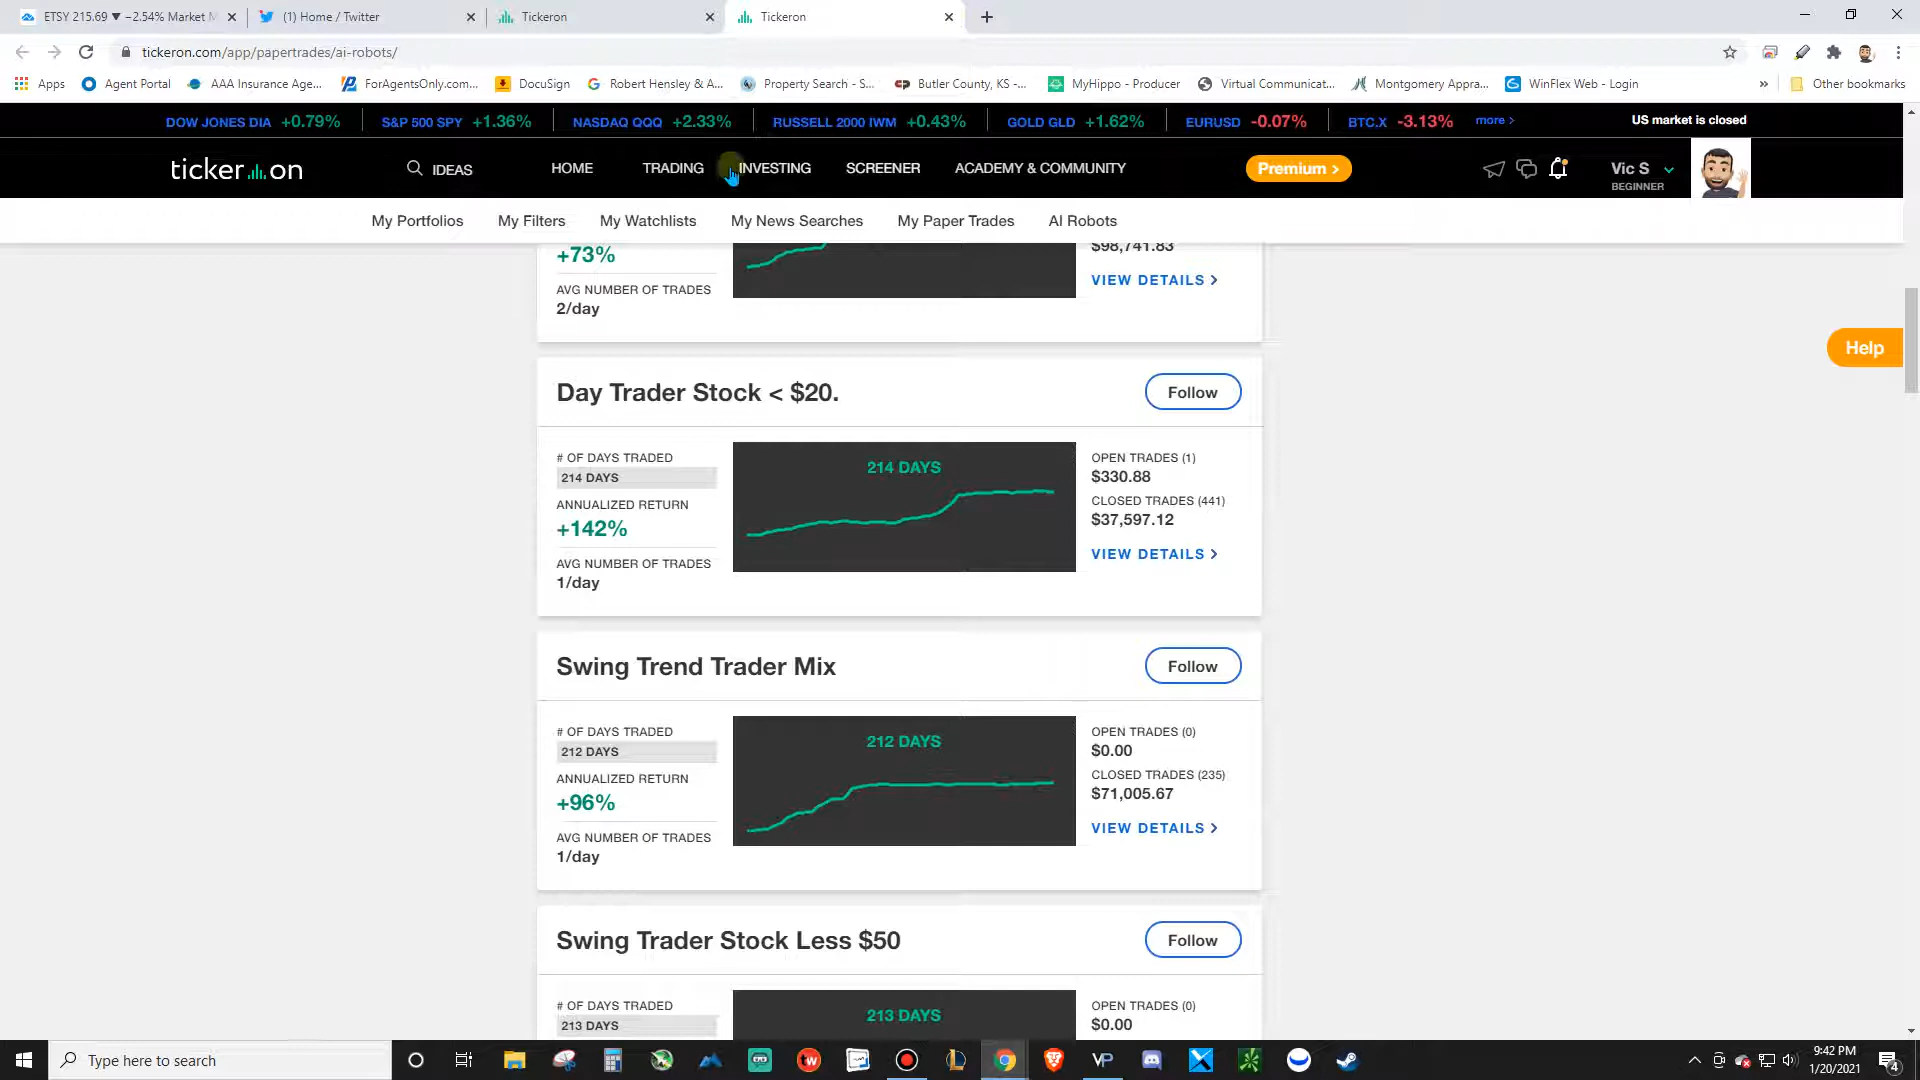 ETSY 215.69 ▼ −2.54% Market M
(1) Home / Twitter
Tickeron
Tickeron
tickeron.com/app/papertrades/ai-robots/
Apps
Agent Portal
AAA Insurance Age...
ForAgentsOnly.com...
DocuSign
Robert Hensley & A...
Property Search - S...
Butler County, KS -...
MyHippo - Producer
Virtual Communicat...
Montgomery Appra...
WinFlex Web - Login
»
Other bookmarks
DOW JONES DIA +0.79%
S&P 500 SPY +1.36%
NASDAQ QQQ +2.33%
RUSSELL 2000 IWM +0.43%
GOLD GLD +1.62%
EURUSD -0.07%
BTC.X -3.13%
more >
US market is closed
tickeron
IDEAS
HOME
TRADING
INVESTING
SCREENER
ACADEMY & COMMUNITY
Premium >
Vic S
BEGINNER
My Portfolios
My Filters
My Watchlists
My News Searches
My Paper Trades
AI Robots
+73%
AVG NUMBER OF TRADES
2/day
$98,741.83
VIEW DETAILS >
Help
Day Trader Stock < $20.
Follow
# OF DAYS TRADED
214 DAYS
ANNUALIZED RETURN
+142%
AVG NUMBER OF TRADES
1/day
214 DAYS
OPEN TRADES (1)
$330.88
CLOSED TRADES (441)
$37,597.12
VIEW DETAILS >
Swing Trend Trader Mix
Follow
# OF DAYS TRADED
212 DAYS
ANNUALIZED RETURN
+96%
AVG NUMBER OF TRADES
1/day
212 DAYS
OPEN TRADES (0)
$0.00
CLOSED TRADES (235)
$71,005.67
VIEW DETAILS >
Swing Trader Stock Less $50
Follow
# OF DAYS TRADED
213 DAYS
213 DAYS
OPEN TRADES (0)
$0.00
Type here to search
VP
9:42 PM
1/20/2021
4